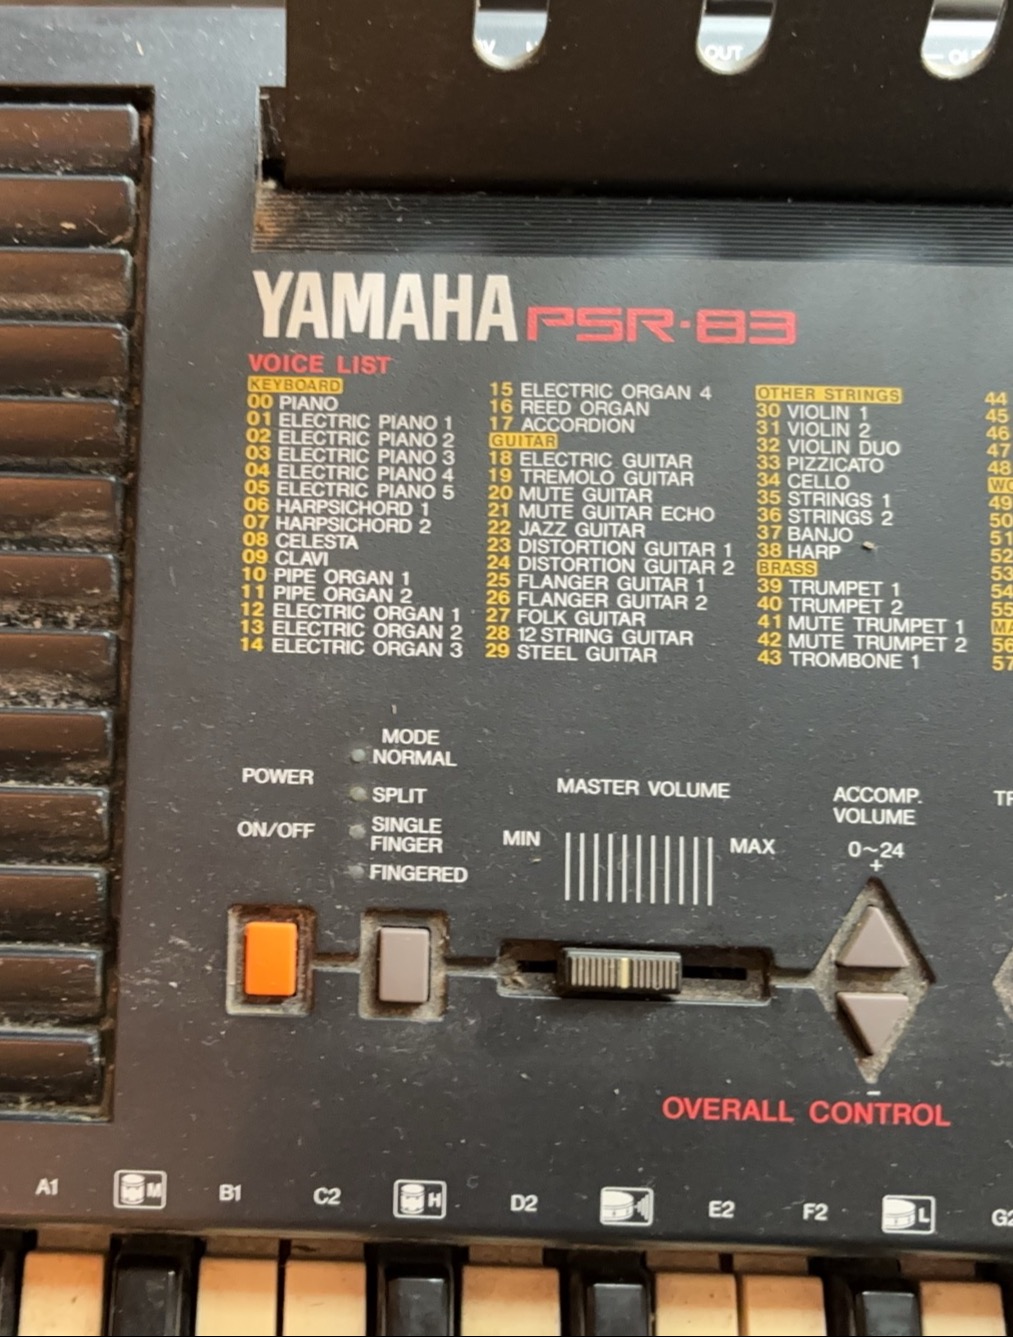 OUT
YAMAHA PSR-83
VOICE LIST
KEYBOARD
00 PIANO
01 ELECTRIC PIANO 1
02 ELECTRIC PIANO 2
03 ELECTRIC PIANO 3
04 ELECTRIC PIANO 4
05 ELECTRIC PIANO 5
06 HARPSICHORD 1
07 HARPSICHORD 2
08 CELESTA
09 CLAVI
10 PIPE ORGAN 1
11 PIPE ORGAN 2
12 ELECTRIC ORGAN 1
13 ELECTRIC ORGAN 2
14 ELECTRIC ORGAN 3
15 ELECTRIC ORGAN 4
16 REED ORGAN
17 ACCORDION
GUITAR
18 ELECTRIC GUITAR
19 TREMOLO GUITAR
20 MUTE GUITAR
21 MUTE GUITAR ECHO
22 JAZZ GUITAR
23 DISTORTION GUITAR 1
24 DISTORTION GUITAR 2
25 FLANGER GUITAR 1
26 FLANGER GUITAR 2
27 FOLK GUITAR
28 12 STRING GUITAR
29 STEEL GUITAR
OTHER STRINGS
30 VIOLIN 1
31 VIOLIN 2
32 VIOLIN DUO
33 PIZZICATO
34 CELLO
35 STRINGS 1
36 STRINGS 2
37 BANJO
38 HARP
BRASS
39 TRUMPET 1
40 TRUMPET 2
41 MUTE TRUMPET 1
42 MUTE TRUMPET 2
43 TROMBONE 1
44
45
46
47
48
49
50
51
52
53
54
55
56
57
POWER
ON/OFF
MODE
NORMAL
SPLIT
SINGLE
FINGER
FINGERED
MASTER VOLUME
MIN
MAX
ACCOMP.
VOLUME
0~24
+
-
OVERALL CONTROL
A1 M B1 C2 H D2 E2 F2 L